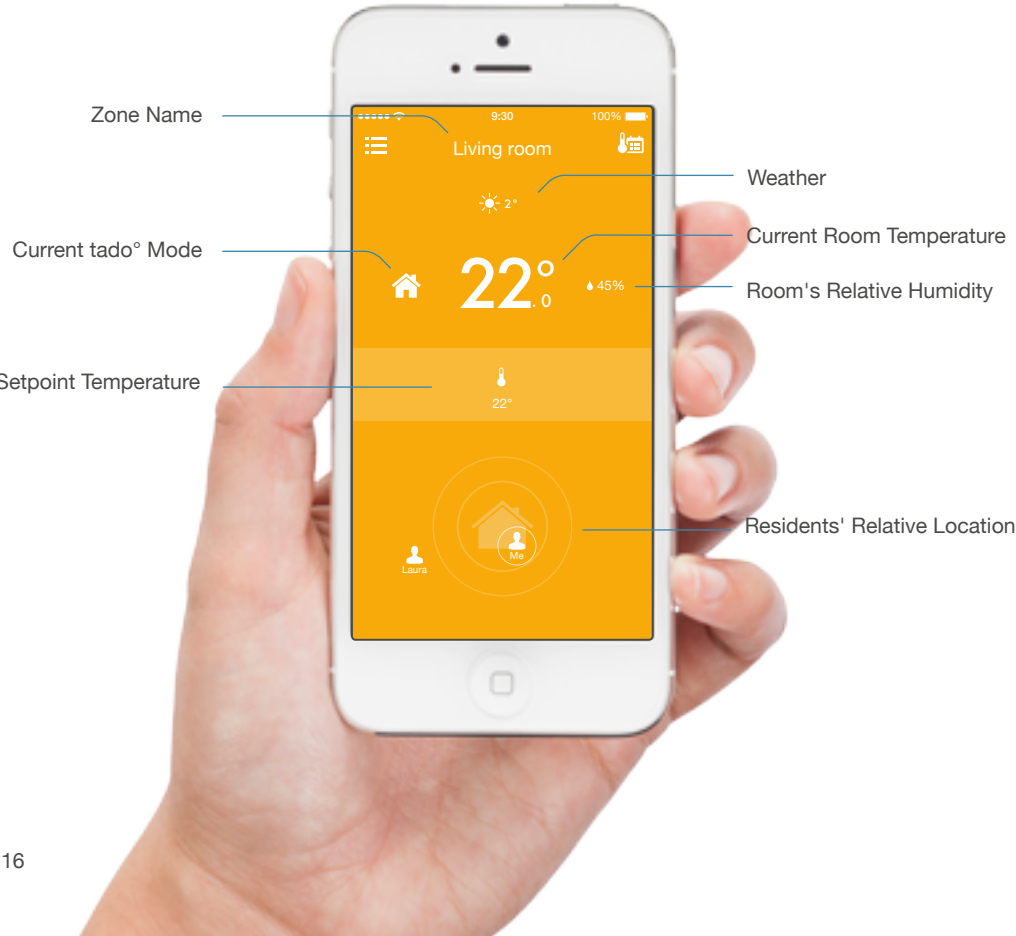 Zone Name
9:30
100%
Living room
Weather
2°
Current tado° Mode
Current Room Temperature
22°
. 0
45%
Room's Relative Humidity
Setpoint Temperature
22°
Residents' Relative Location
Me
Laura
16